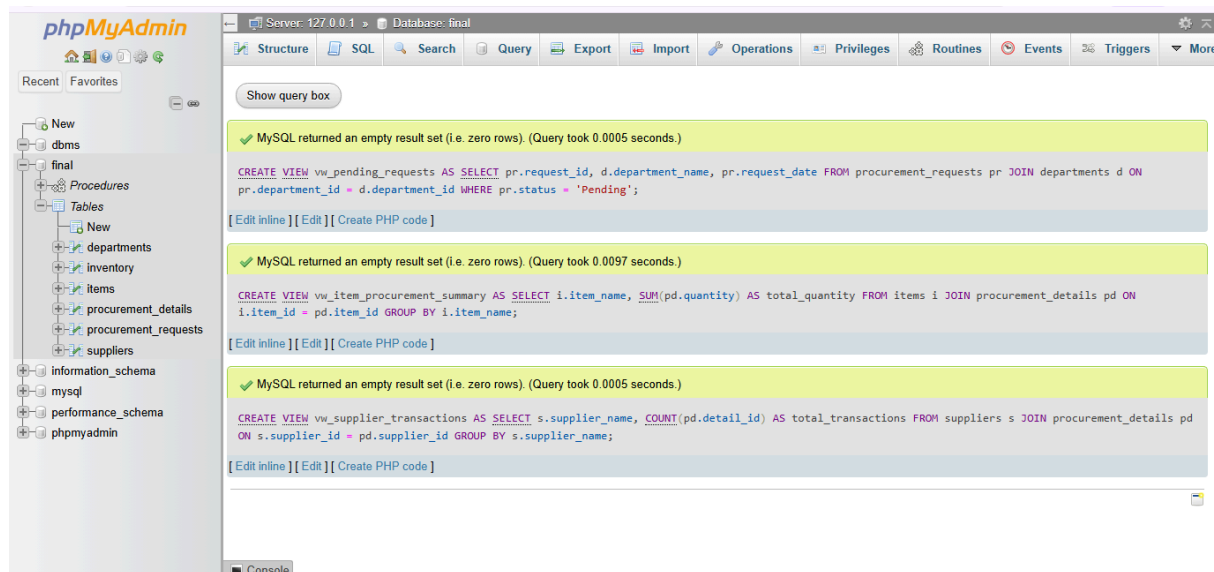 phpMyAdmin
Recent Favorites
New
dbms
final
Procedures
Tables
New
departments
inventory
items
procurement_details
procurement_requests
suppliers
information_schema
mysql
performance_schema
phpmyadmin
Server: 127.0.0.1 » Database: final
Structure SQL Search Query Export Import Operations Privileges Routines Events Triggers More
Show query box
MySQL returned an empty result set (i.e. zero rows). (Query took 0.0005 seconds.)
CREATE VIEW vw_pending_requests AS SELECT pr.request_id, d.department_name, pr.request_date FROM procurement_requests pr JOIN departments d ON
pr.department_id = d.department_id WHERE pr.status = 'Pending';
[ Edit inline ] [ Edit ] [ Create PHP code ]
MySQL returned an empty result set (i.e. zero rows). (Query took 0.0097 seconds.)
CREATE VIEW vw_item_procurement_summary AS SELECT i.item_name, SUM(pd.quantity) AS total_quantity FROM items i JOIN procurement_details pd ON
i.item_id = pd.item_id GROUP BY i.item_name;
[ Edit inline ] [ Edit ] [ Create PHP code ]
MySQL returned an empty result set (i.e. zero rows). (Query took 0.0005 seconds.)
CREATE VIEW vw_supplier_transactions AS SELECT s.supplier_name, COUNT(pd.detail_id) AS total_transactions FROM suppliers s JOIN procurement_details pd
ON s.supplier_id = pd.supplier_id GROUP BY s.supplier_name;
[ Edit inline ] [ Edit ] [ Create PHP code ]
Console